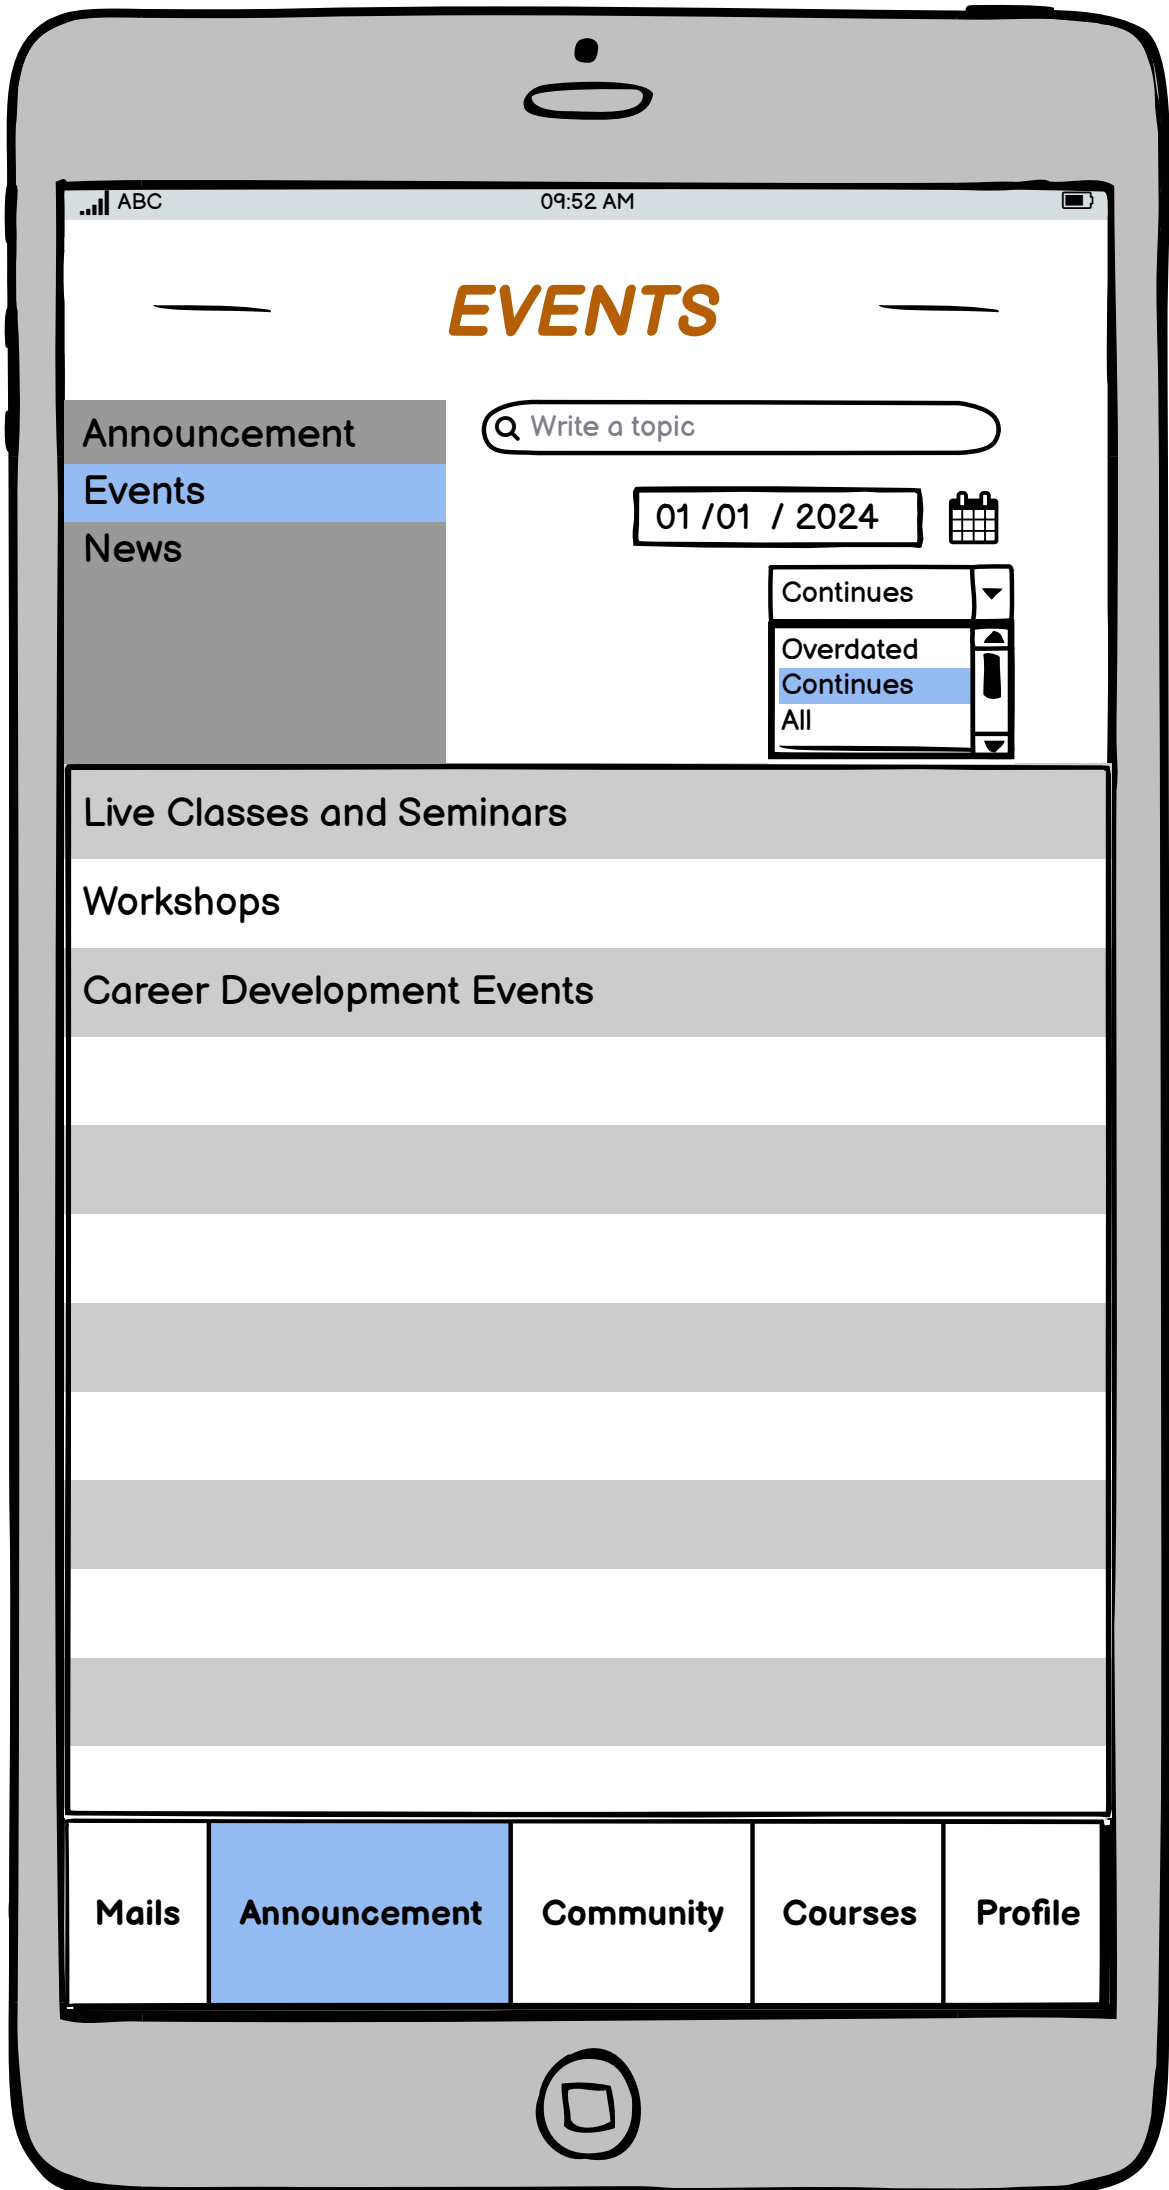 ABC 09:52 AM
EVENTS
Announcement
Events
News
Write a topic
01 /01 / 2024
Continues
Overdated
Continues
All
Live Classes and Seminars
Workshops
Career Development Events
Mails Announcement Community Courses Profile